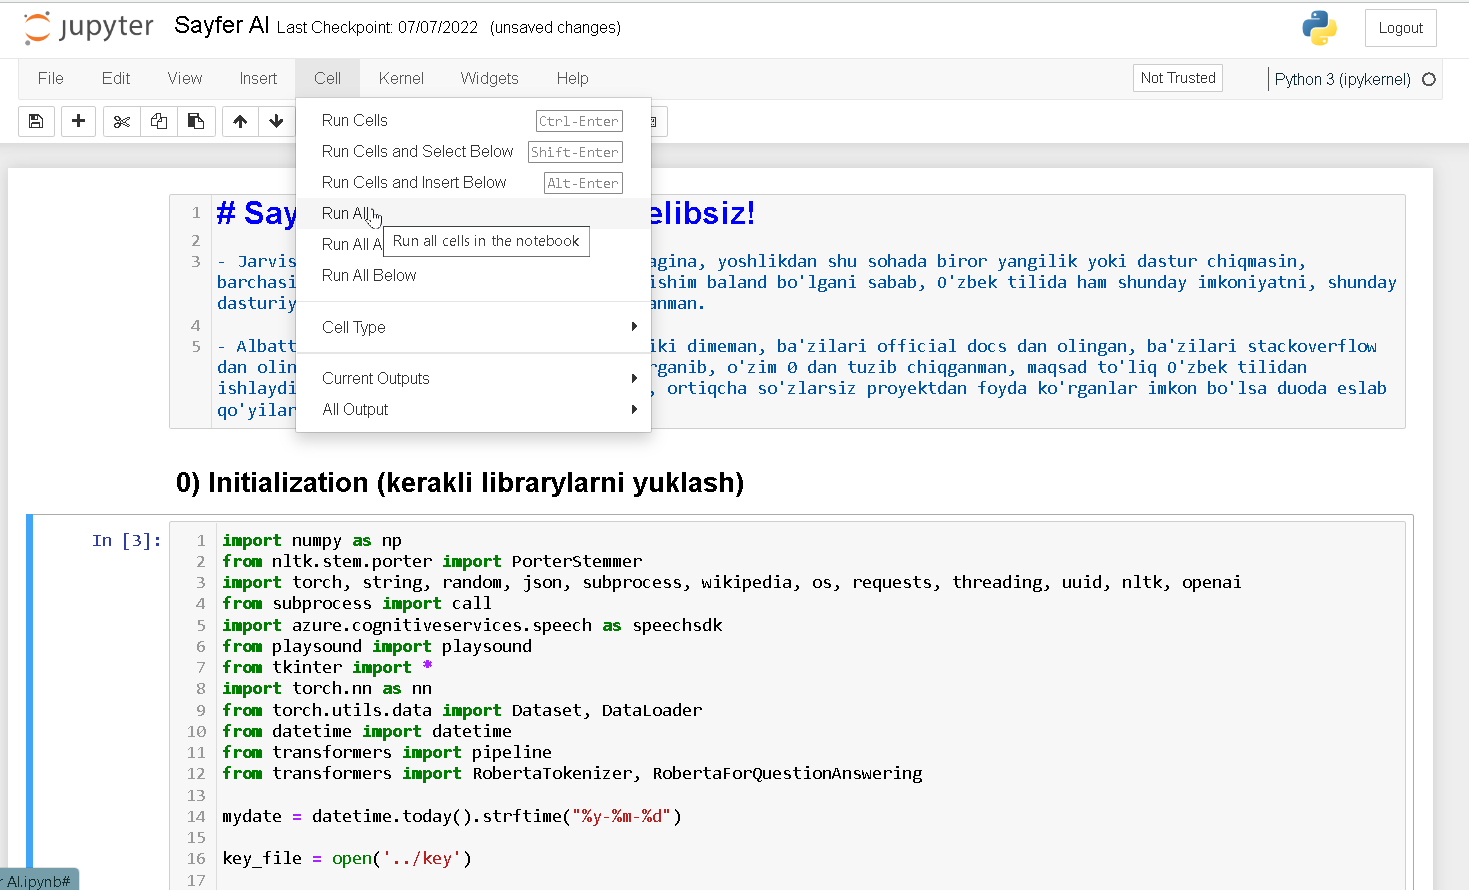 jupyter Sayfer AI Last Checkpoint: 07/07/2022 (unsaved changes)
Logout
File Edit View Insert Cell Kernel Widgets Help
Not Trusted
Python 3 (ipykernel)
Run Cells Ctrl-Enter
Run Cells and Select Below Shift-Enter
Run Cells and Insert Below Alt-Enter
Run All
Run All A
Run all cells in the notebook
Run All Below
Cell Type
Current Outputs
All Output
1 # Say elibsiz!
2
3 - Jarvis agina, yoshlikdan shu sohada biror yangilik yoki dastur chiqmasin,
barchasi ishim baland bo'lgani sabab, O'zbek tilida ham shunday imkoniyatni, shunday
dasturiy anman.
4
5 - Albatt iki dimeman, ba'zilari official docs dan olingan, ba'zilari stackoverflow
dan olin rganib, o'zim 0 dan tuzib chiqqanman, maqsad to'liq O'zbek tilidan
ishlaydi , ortiqcha so'zlarsiz proyektdan foyda ko'rganlar imkon bo'lsa duoda eslab
qo'yilar
0) Initialization (kerakli librarylarni yuklash)
In [3]:
1 import numpy as np
2 from nltk.stem.porter import PorterStemmer
3 import torch, string, random, json, subprocess, wikipedia, os, requests, threading, uuid, nltk, openai
4 from subprocess import call
5 import azure.cognitiveservices.speech as speechsdk
6 from playsound import playsound
7 from tkinter import *
8 import torch.nn as nn
9 from torch.utils.data import Dataset, DataLoader
10 from datetime import datetime
11 from transformers import pipeline
12 from transformers import RobertaTokenizer, RobertaForQuestionAnswering
13
14 mydate = datetime.today().strftime("%y-%m-%d")
15
16 key_file = open('../key')
17
r AI.ipynb#